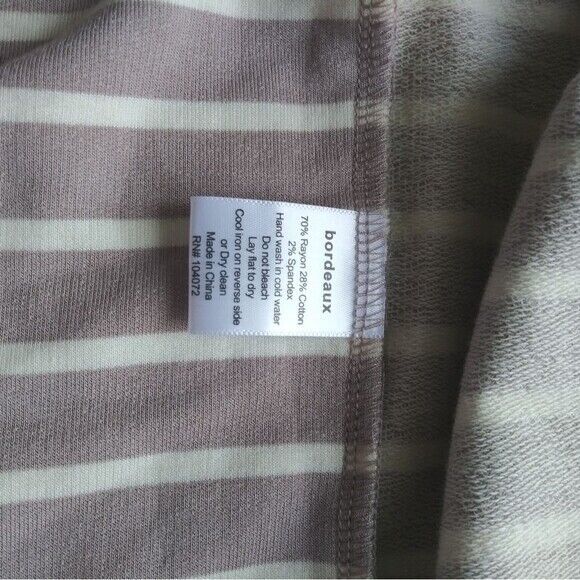 bordeaux
70% Rayon 28% Cotton
2% Spandex
Hand wash in cold water
Do not bleach
Lay flat to dry
Cool iron on reverse side
or Dry clean
Made in China
RN# 104072